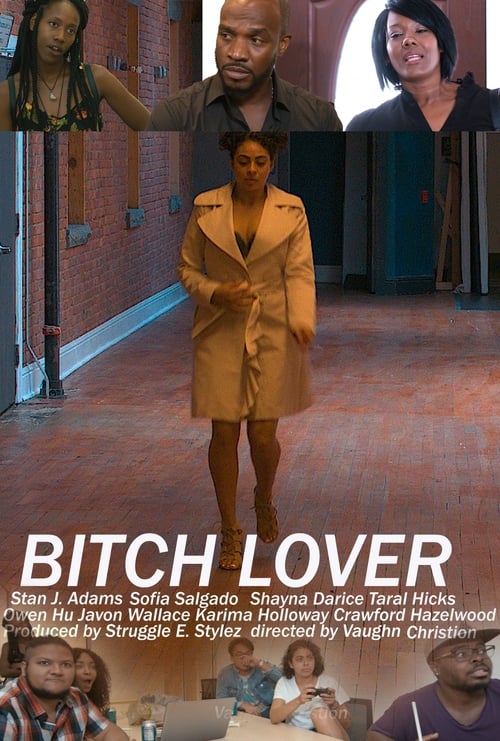 BITCH LOVER
Stan J. Adams Sofia Salgado Shayna Darice Taral Hicks
Owen Hu Javon Wallace Karima Holloway Crawford Hazelwood
Produced by Struggle E. Stylez directed by Vaughn Christion